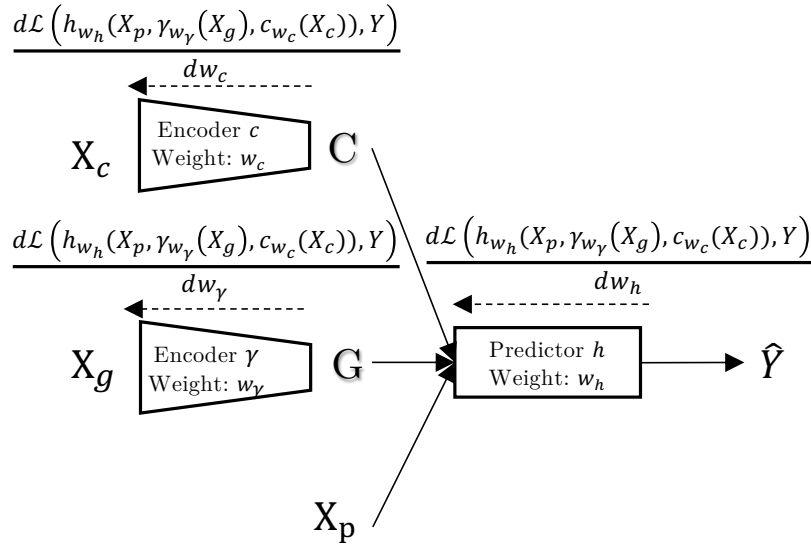 dℒ (h_{w_h}(X_p, γ_{w_γ}(X_g), c_{w_c}(X_c)), Y)
dw_c
Encoder c
Weight: w_c
X_c
C
dℒ (h_{w_h}(X_p, γ_{w_γ}(X_g), c_{w_c}(X_c)), Y)
dw_γ
dℒ (h_{w_h}(X_p, γ_{w_γ}(X_g), c_{w_c}(X_c)), Y)
dw_h
X_g
Encoder γ
Weight: w_γ
G
Predictor h
Weight: w_h
Ŷ
X_p